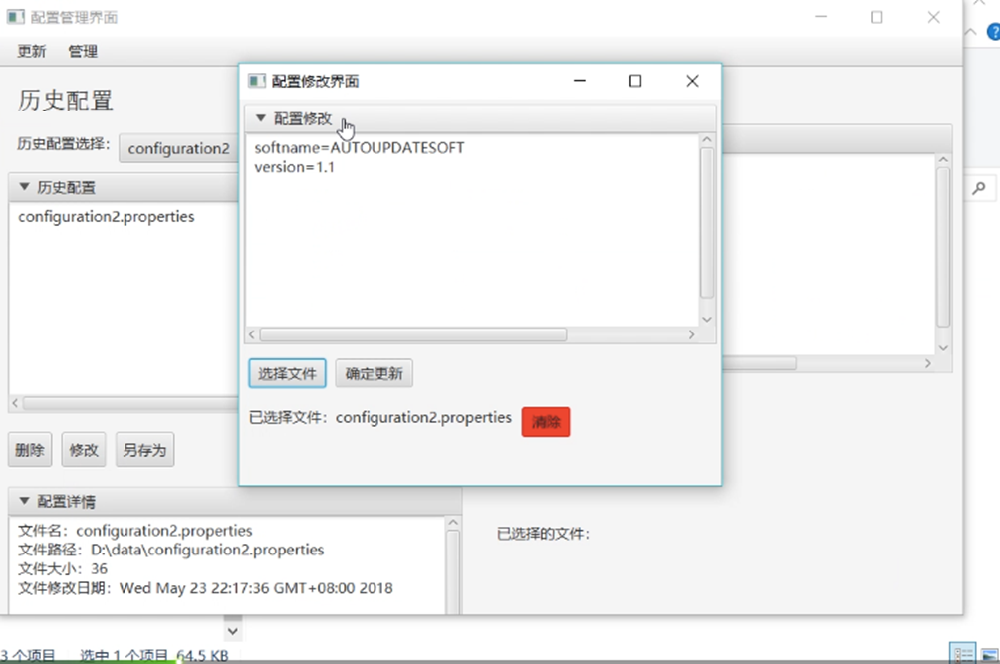 配置管理界面
更新 管理
历史配置
历史配置选择: configuration2
历史配置
configuration2.properties
删除 修改 另存为
配置详情
文件名: configuration2.properties
文件路径: D:\data\configuration2.properties
文件大小: 36
文件修改日期: Wed May 23 22:17:36 GMT+08:00 2018
配置修改界面
配置修改
softname=AUTOUPDATESOFT
version=1.1
选择文件 确定更新
已选择文件: configuration2.properties 清除
已选择的文件:
3 个项目 选中 1 个项目 64.5 KB